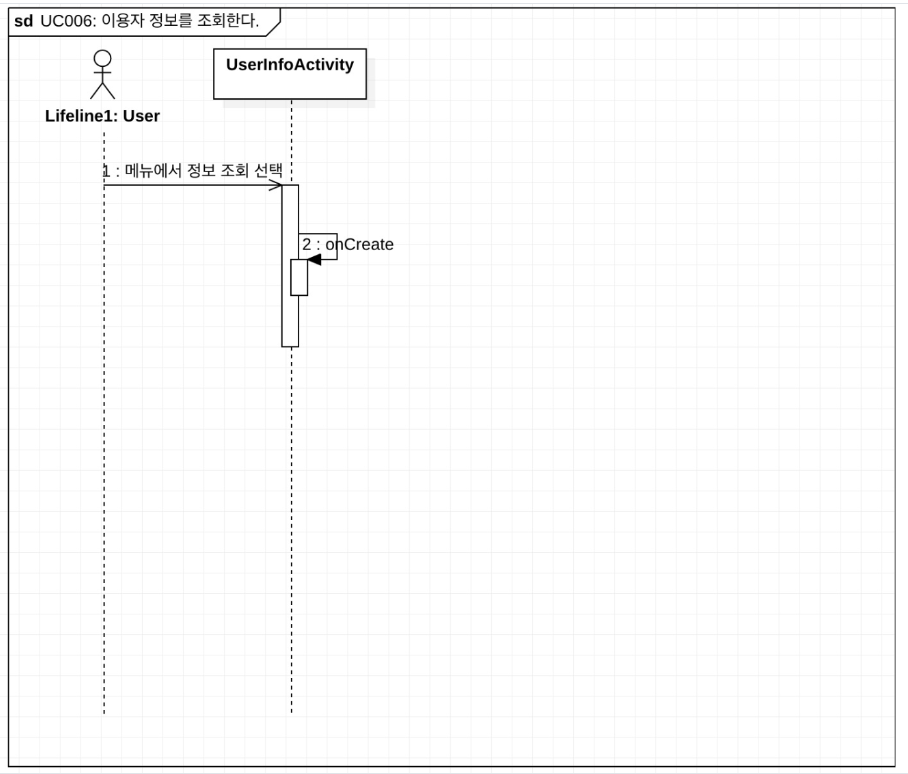 sd UC006: 이용자 정보를 조회한다.
UserInfoActivity
Lifeline1: User
1 : 메뉴에서 정보 조회 선택
2 : onCreate